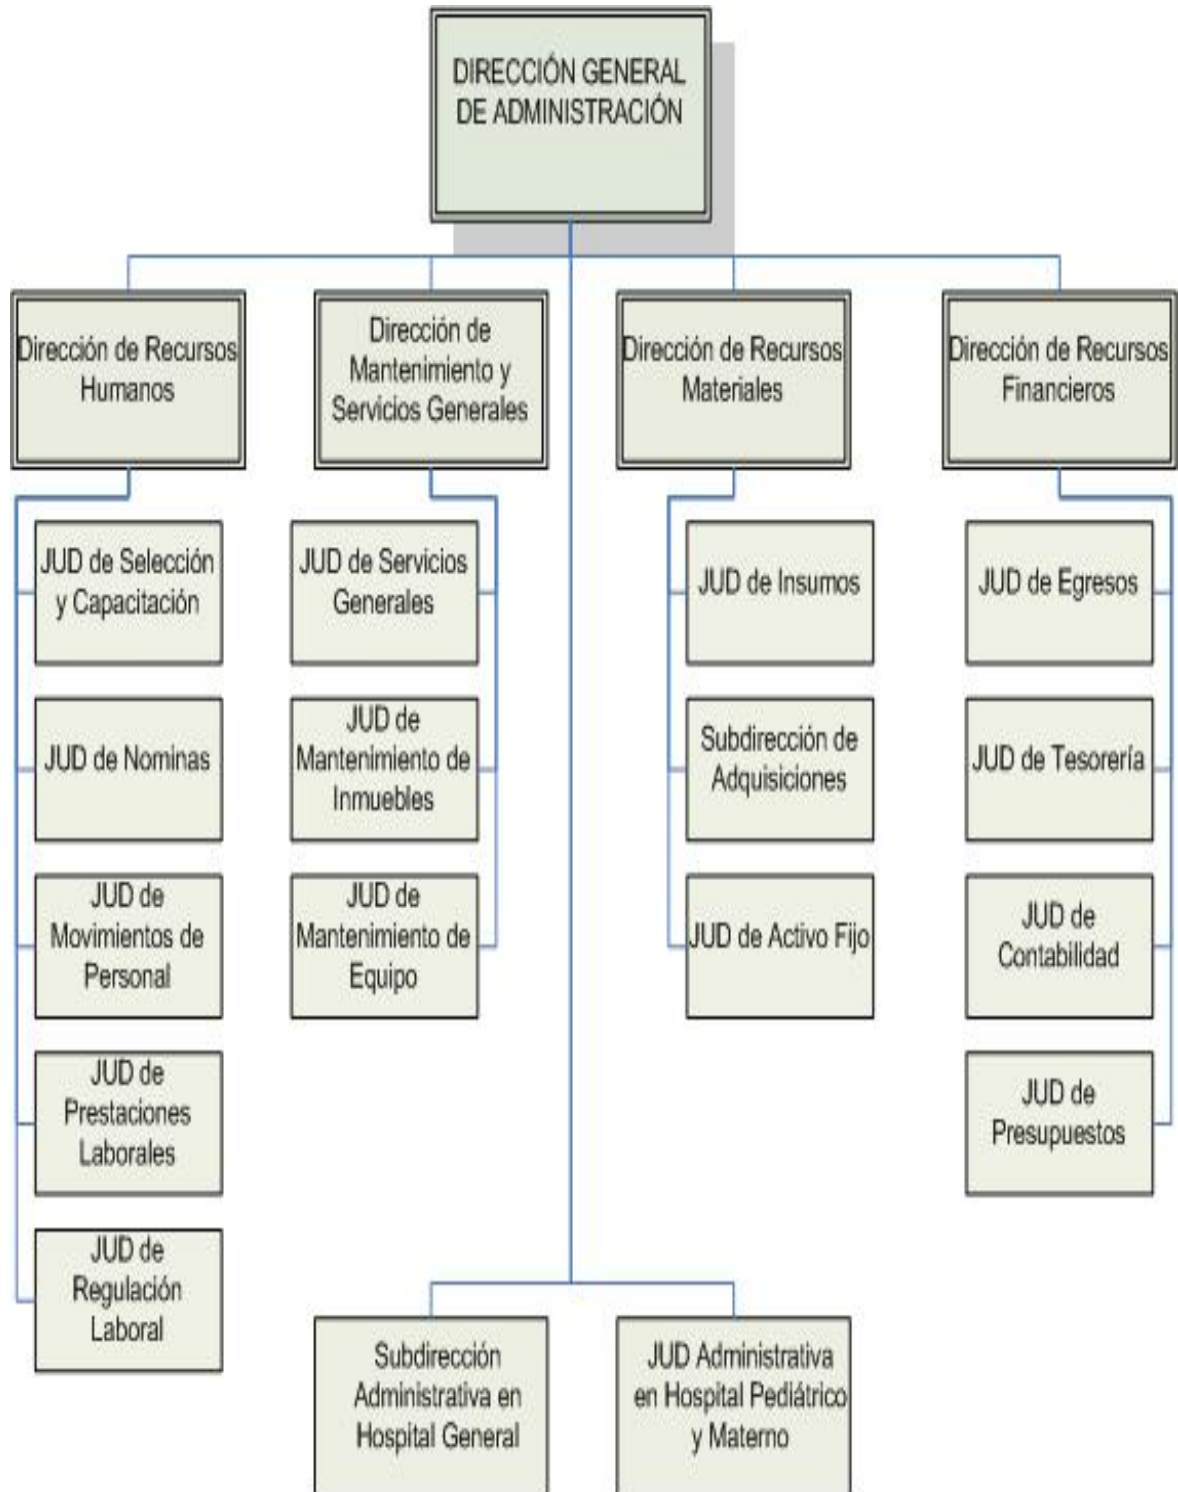 DIRECCIÓN GENERAL
DE ADMINISTRACIÓN
Dirección de Recursos
Humanos
Dirección de
Mantenimiento y
Servicios Generales
Dirección de Recursos
Materiales
Dirección de Recursos
Financieros
JUD de Selección
y Capacitación
JUD de Nominas
JUD de
Movimientos de
Personal
JUD de
Prestaciones
Laborales
JUD de
Regulación
Laboral
JUD de Servicios
Generales
JUD de
Mantenimiento de
Inmuebles
JUD de
Mantenimiento de
Equipo
JUD de Insumos
Subdirección de
Adquisiciones
JUD de Activo Fijo
JUD de Egresos
JUD de Tesorería
JUD de
Contabilidad
JUD de
Presupuestos
Subdirección
Administrativa en
Hospital General
JUD Administrativa
en Hospital Pediátrico
y Materno